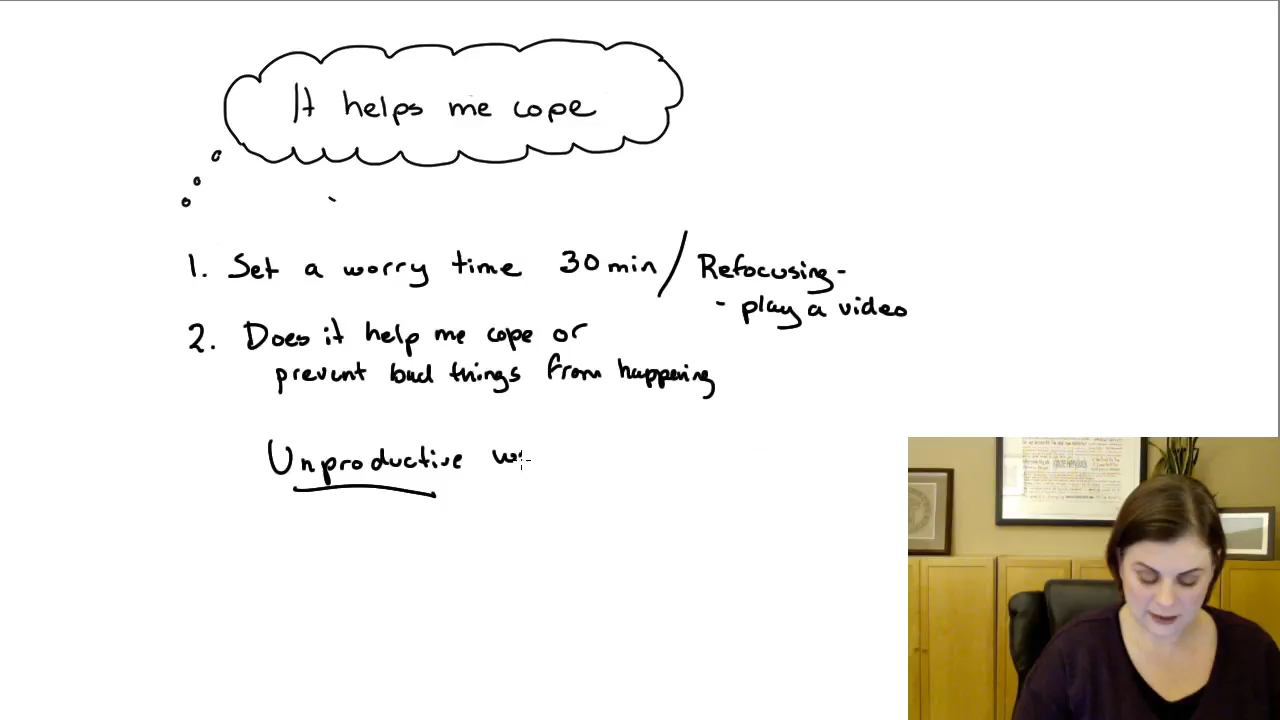 It helps me cope
1. Set a worry time 30 min / Refocusing -
- play a video
2. Does it help me cope or
prevent bad things from happening
Unproductive wo